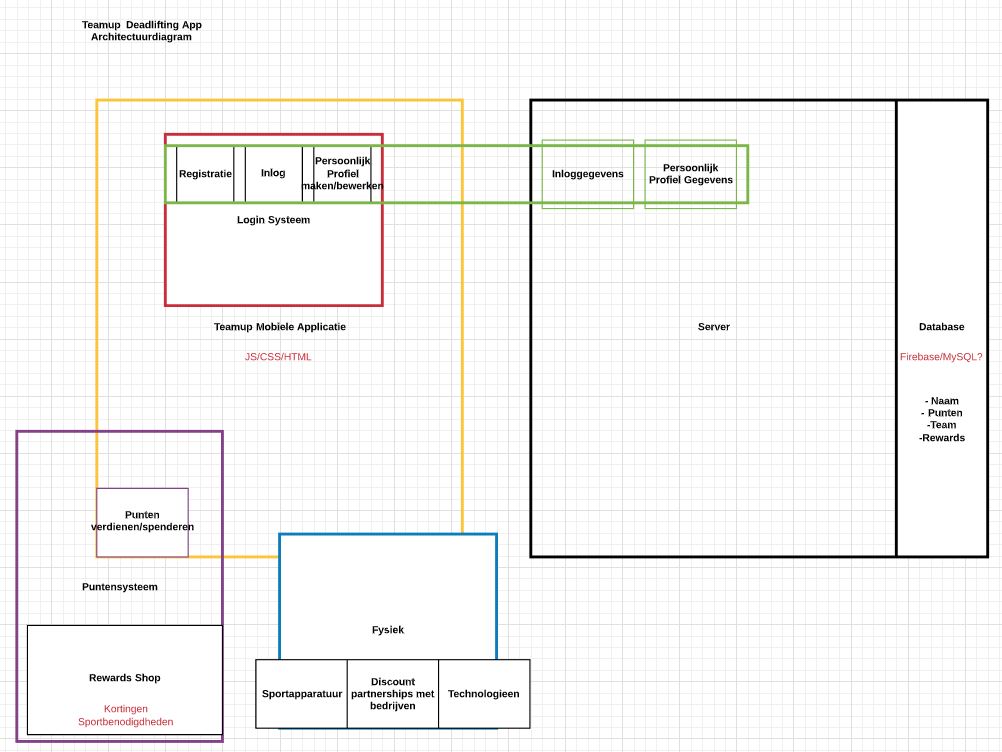 Teamup Deadlifting App
Architectuurdiagram
Registratie
Inlog
Persoonlijk
Profiel
maken/bewerken
Inloggegevens
Persoonlijk
Profiel Gegevens
Login Systeem
Teamup Mobiele Applicatie
JS/CSS/HTML
Server
Database
Firebase/MySQL?
- Naam
- Punten
-Team
-Rewards
Punten
verdienen/spenderen
Puntensysteem
Fysiek
Rewards Shop
Kortingen
Sportbenodigdheden
Sportapparatuur
Discount
partnerships met
bedrijven
Technologieen